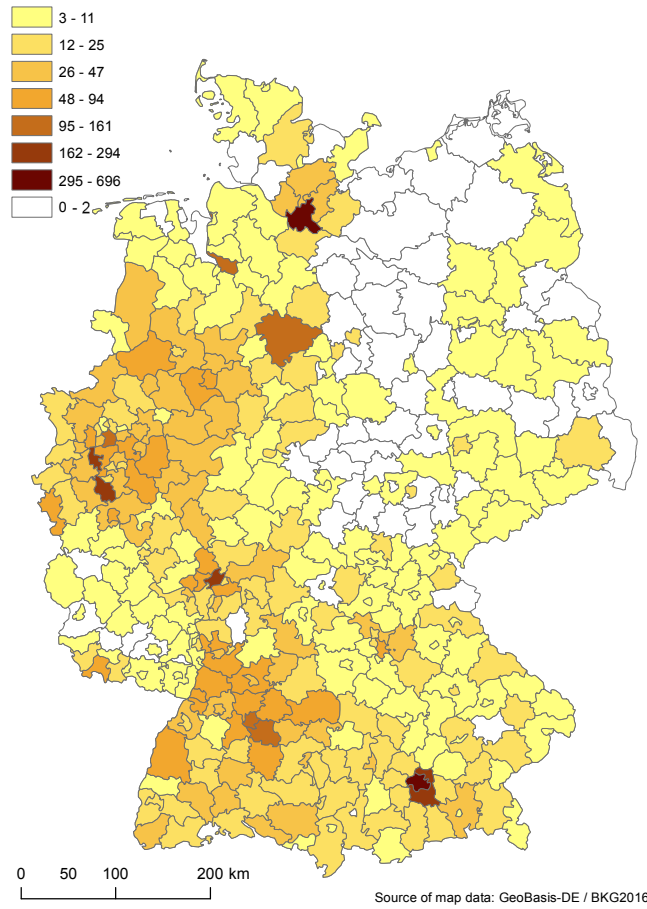 3 - 11
12 - 25
26 - 47
48 - 94
95 - 161
162 - 294
295 - 696
0 - 2
0 50 100 200 km
Source of map data: GeoBasis-DE / BKG2016